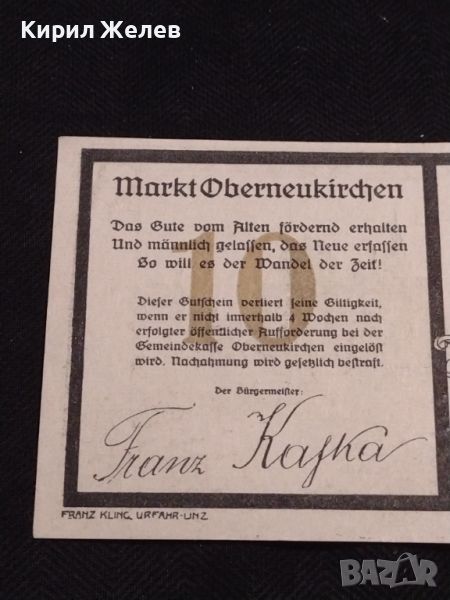 Кирил Желев
Markt Oberneukirchen
10
Das Gute vom Alten fördernd erhalten
Und männlich gelassen, das Neue erfassen
So will es der Wandel der Zeit!
Dieser Gutschein verliert seine Giltigkeit,
wenn er nicht innerhalb 4 Wochen nach
erfolgter öffentlicher Aufforderung bei der
Gemeindekasse Oberneukirchen eingelöst
wird. Nachahmung wird gesetzlich bestraft.
Der Bürgermeister:
Franz Kafka
FRANZ KLING, URFAHR-LINZ
BAZAR